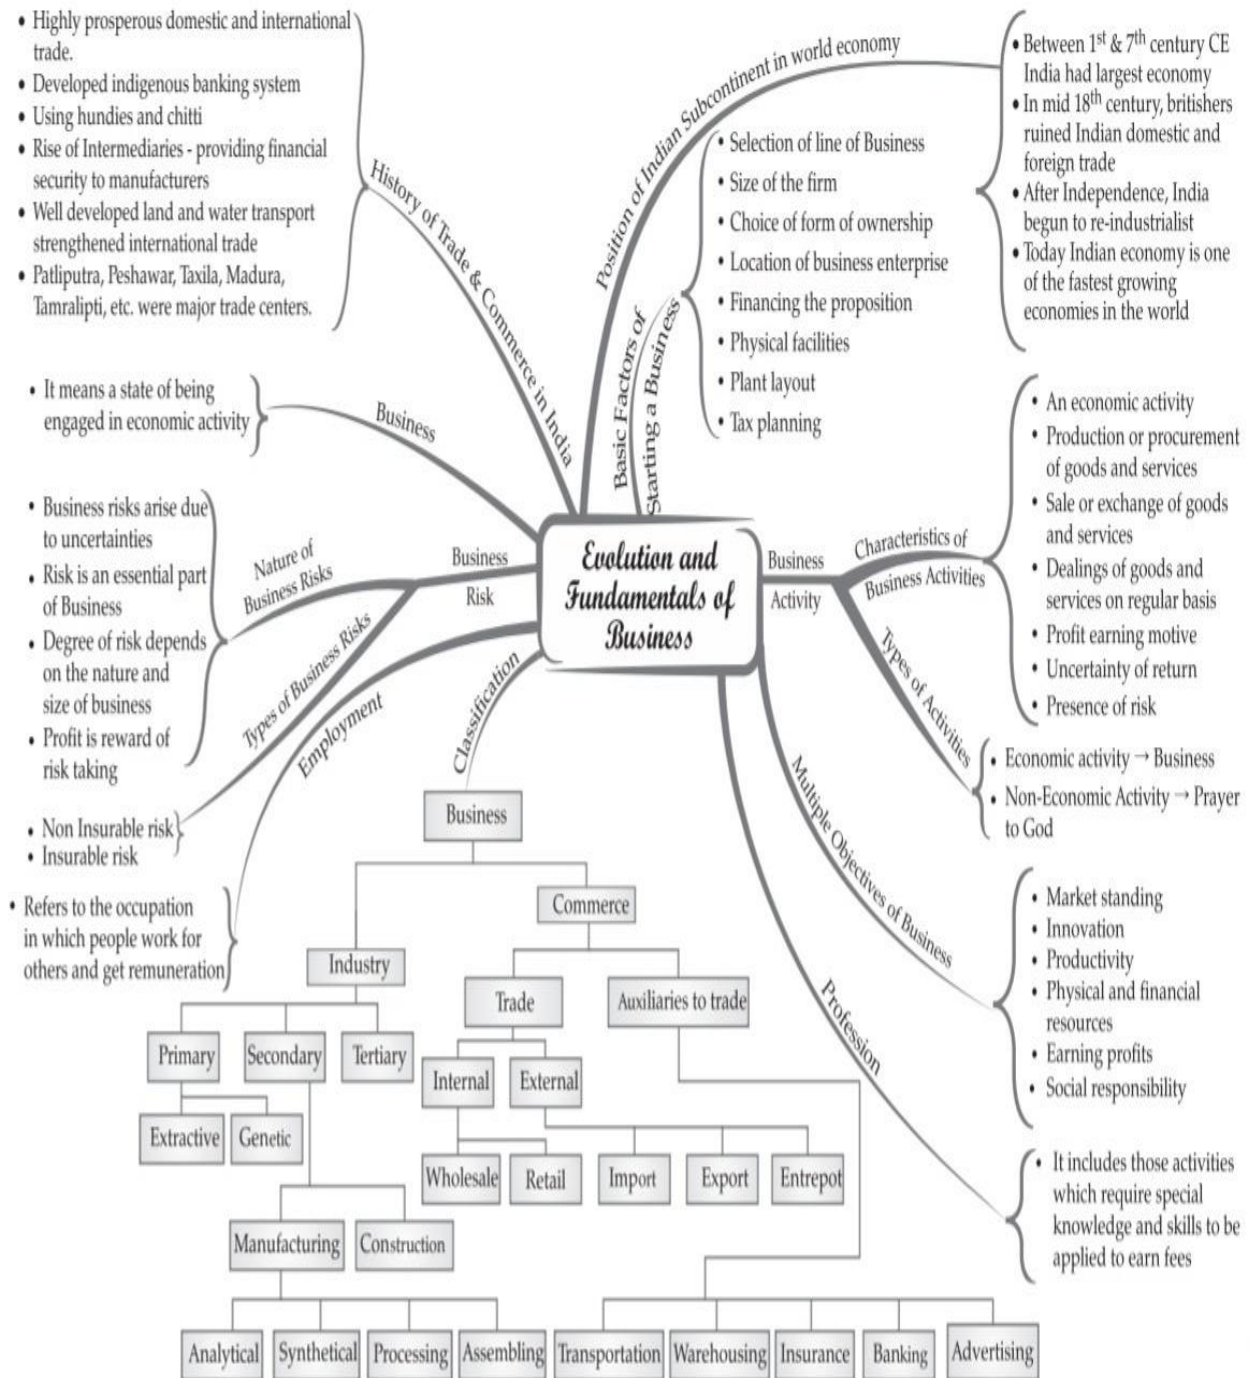 • Highly prosperous domestic and international
trade.
• Developed indigenous banking system
• Using hundies and chitti
• Rise of Intermediaries - providing financial
security to manufacturers
• Well developed land and water transport
strengthened international trade
• Patliputra, Peshawar, Taxila, Madura,
Tamralipti, etc. were major trade centers.
History of Trade & Commerce in India
Position of Indian Subcontinent in world economy
• Between 1st & 7th century CE
India had largest economy
• In mid 18th century, britishers
ruined Indian domestic and
foreign trade
• After Independence, India
begun to re-industrialist
• Today Indian economy is one
of the fastest growing
economies in the world
Basic Factors of
Starting a Business
• Selection of line of Business
• Size of the firm
• Choice of form of ownership
• Location of business enterprise
• Financing the proposition
• Physical facilities
• Plant layout
• Tax planning
• It means a state of being
engaged in economic activity
Business
• Business risks arise due
to uncertainties
• Risk is an essential part
of Business
• Degree of risk depends
on the nature and
size of business
• Profit is reward of
risk taking
Nature of
Business Risks
Business
Risk
Types of Business Risks
• Non Insurable risk
• Insurable risk
Employment
• Refers to the occupation
in which people work for
others and get remuneration
Evolution and
Fundamentals of
Business
Business
Activity
Characteristics of
Business Activities
• An economic activity
• Production or procurement
of goods and services
• Sale or exchange of goods
and services
• Dealings of goods and
services on regular basis
• Profit earning motive
• Uncertainty of return
• Presence of risk
Types of Activities
• Economic activity → Business
• Non-Economic Activity → Prayer
to God
Multiple Objectives of Business
• Market standing
• Innovation
• Productivity
• Physical and financial
resources
• Earning profits
• Social responsibility
Profession
• It includes those activities
which require special
knowledge and skills to be
applied to earn fees
Classification
Business
Commerce
Industry
Trade
Auxiliaries to trade
Primary
Secondary
Tertiary
Internal
External
Extractive
Genetic
Wholesale
Retail
Import
Export
Entrepot
Manufacturing
Construction
Analytical
Synthetical
Processing
Assembling
Transportation
Warehousing
Insurance
Banking
Advertising